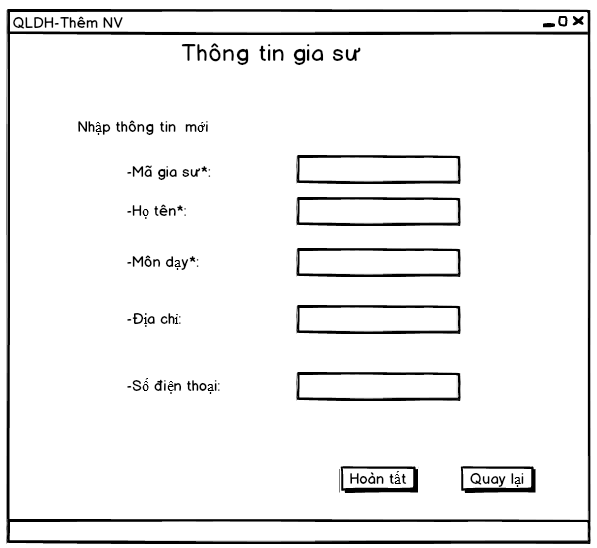 QLDH-Thêm NV
Thông tin gia sư
Nhập thông tin mới
-Mã gia sư*:
-Họ tên*:
-Môn dạy*:
-Địa chỉ:
-Số điện thoại:
Hoàn tất
Quay lại